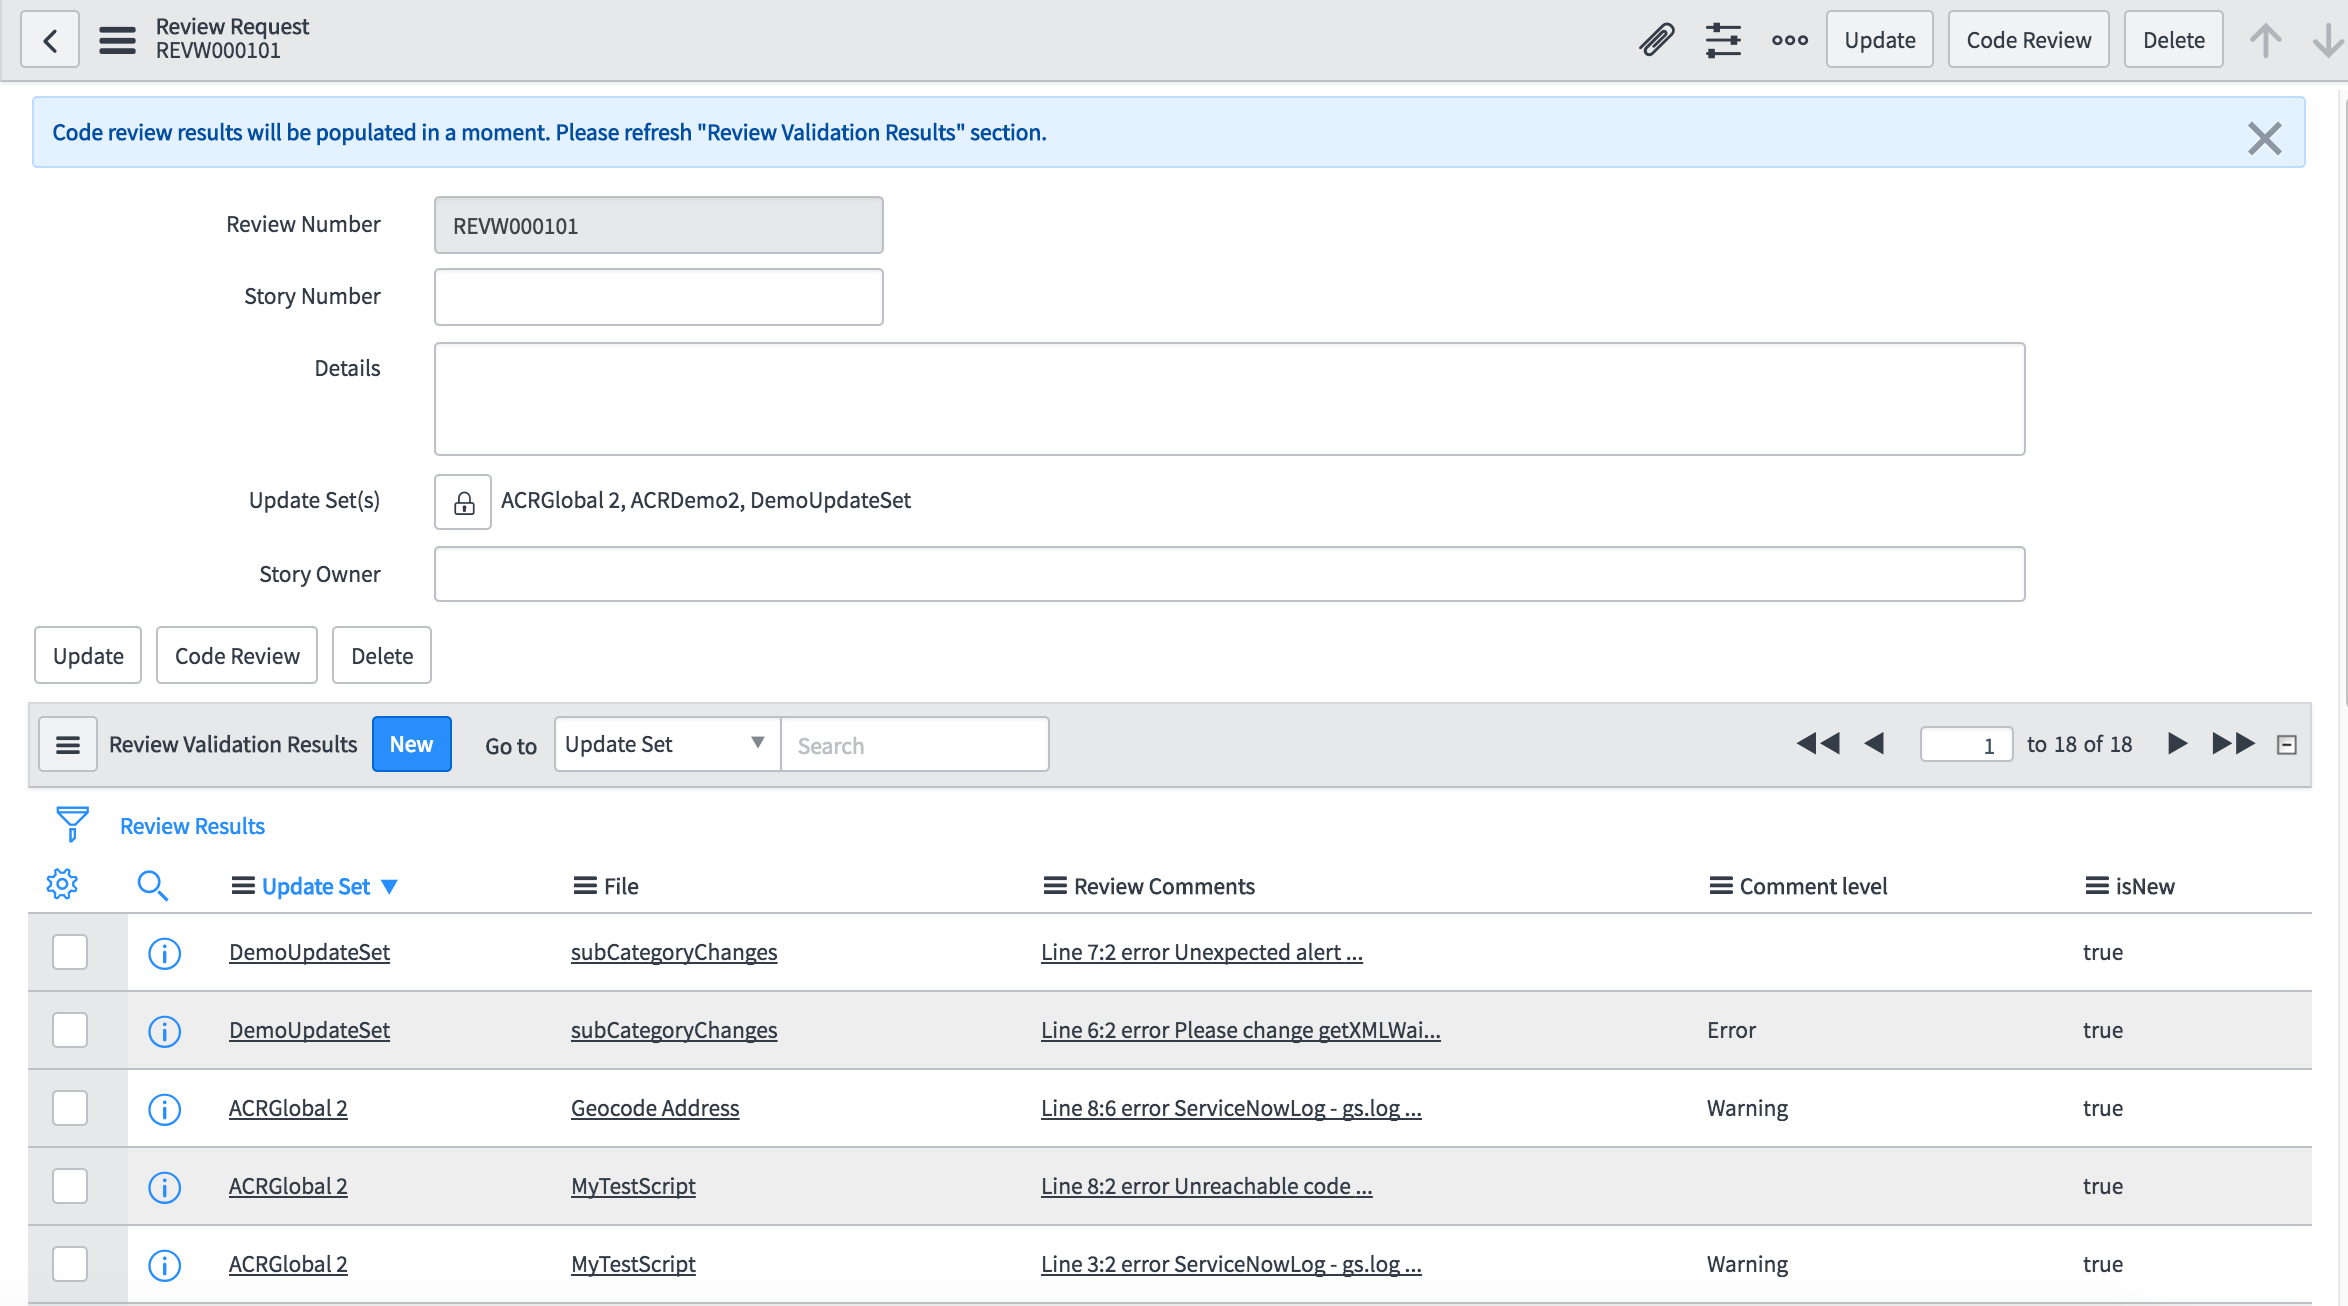 Review Request
REVW000101
Update
Code Review
Delete
Code review results will be populated in a moment. Please refresh "Review Validation Results" section.
Review Number
REVW000101
Story Number
Details
Update Set(s)
ACRGlobal 2, ACRDemo2, DemoUpdateSet
Story Owner
Update
Code Review
Delete
Review Validation Results
New
Go to
Update Set
Search
1
to 18 of 18
Review Results
Update Set
File
Review Comments
Comment level
isNew
DemoUpdateSet subCategoryChanges Line 7:2 error Unexpected alert ... true
DemoUpdateSet subCategoryChanges Line 6:2 error Please change getXMLWai... Error true
ACRGlobal 2 Geocode Address Line 8:6 error ServiceNowLog - gs.log ... Warning true
ACRGlobal 2 MyTestScript Line 8:2 error Unreachable code ... true
ACRGlobal 2 MyTestScript Line 3:2 error ServiceNowLog - gs.log ... Warning true